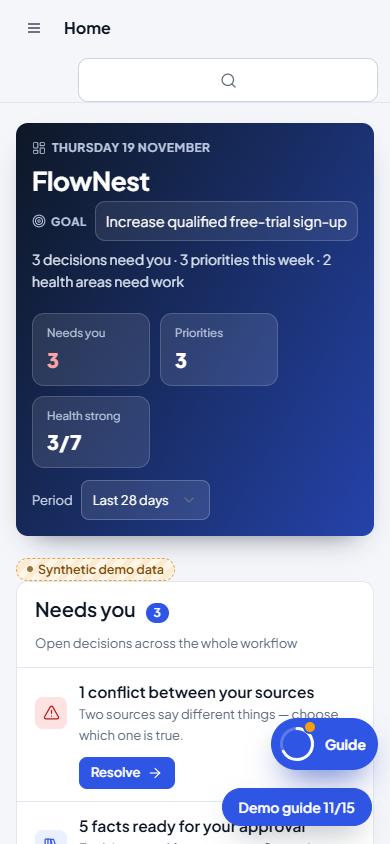 Home
THURSDAY 19 NOVEMBER
FlowNest
GOAL Increase qualified free-trial sign-up
3 decisions need you · 3 priorities this week · 2
health areas need work
Needs you
3
Priorities
3
Health strong
3/7
Period Last 28 days
Synthetic demo data
Needs you 3
Open decisions across the whole workflow
1 conflict between your sources
Two sources say different things — choose
which one is true.
Resolve
Guide
Demo guide 11/15
5 facts ready for your approval